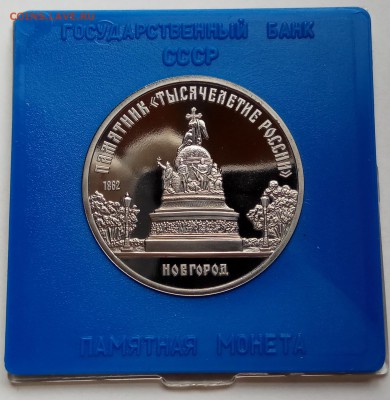 ГОСУДАРСТВЕННЫЙ БАНК
СССР
ПАМЯТНИК «ТЫСЯЧЕЛЕТИЕ РОССИИ»
1862
НОВГОРОД
ПАМЯТНАЯ МОНЕТА